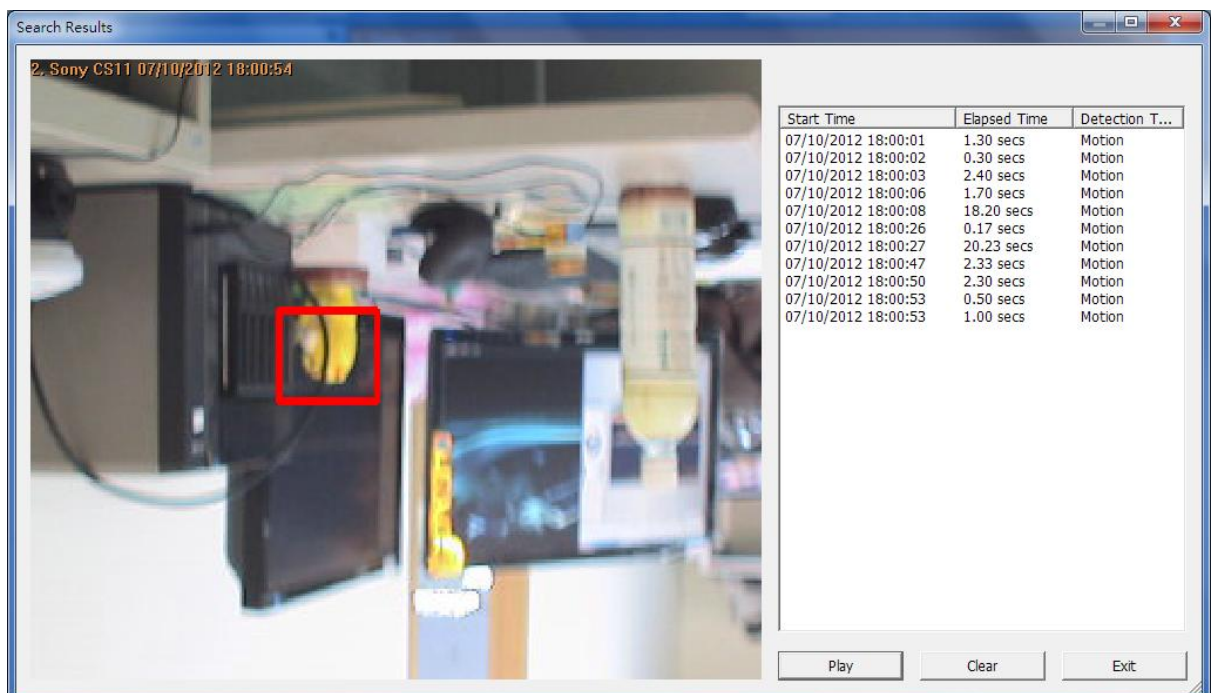 Search Results
2, Sony CS11 07/10/2012 18:00:54
Start Time Elapsed Time Detection T...
07/10/2012 18:00:01 1.30 secs Motion
07/10/2012 18:00:02 0.30 secs Motion
07/10/2012 18:00:03 2.40 secs Motion
07/10/2012 18:00:06 1.70 secs Motion
07/10/2012 18:00:08 18.20 secs Motion
07/10/2012 18:00:26 0.17 secs Motion
07/10/2012 18:00:27 20.23 secs Motion
07/10/2012 18:00:47 2.33 secs Motion
07/10/2012 18:00:50 2.30 secs Motion
07/10/2012 18:00:53 0.50 secs Motion
07/10/2012 18:00:53 1.00 secs Motion
Play Clear Exit